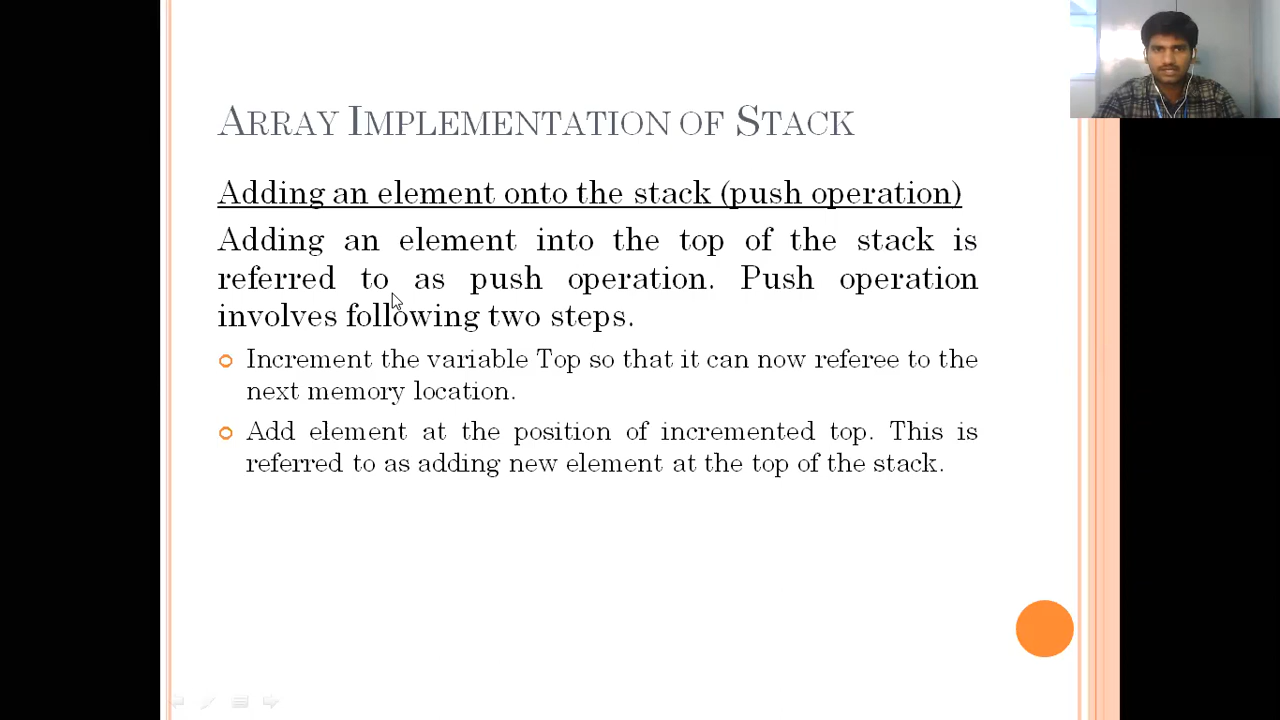 ARRAY IMPLEMENTATION OF STACK
Adding an element onto the stack (push operation)
Adding an element into the top of the stack is
referred to as push operation. Push operation
involves following two steps.
Increment the variable Top so that it can now referee to the
next memory location.
Add element at the position of incremented top. This is
referred to as adding new element at the top of the stack.